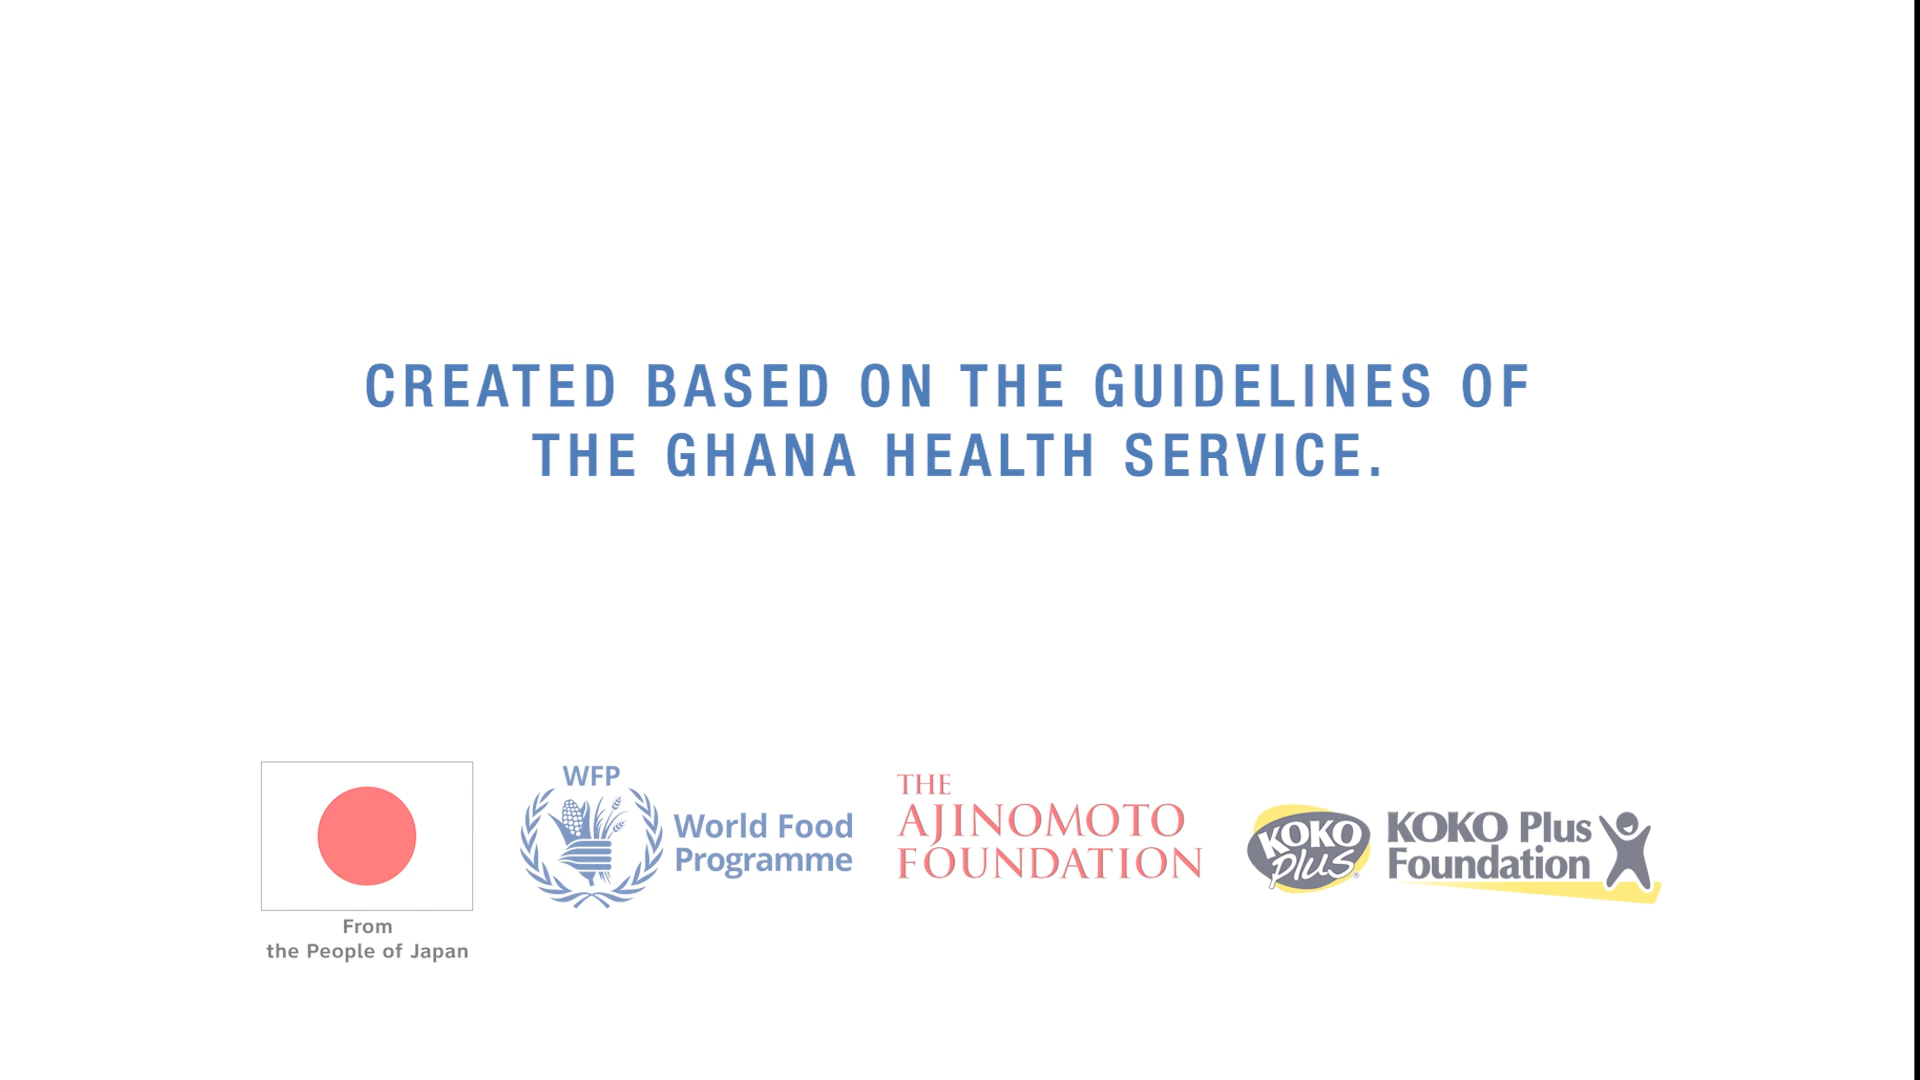 CREATED BASED ON THE GUIDELINES OF
THE GHANA HEALTH SERVICE.
From
the People of Japan
WFP
World Food
Programme
THE
AJINOMOTO
FOUNDATION
KOKO
Plus®
KOKO Plus
Foundation